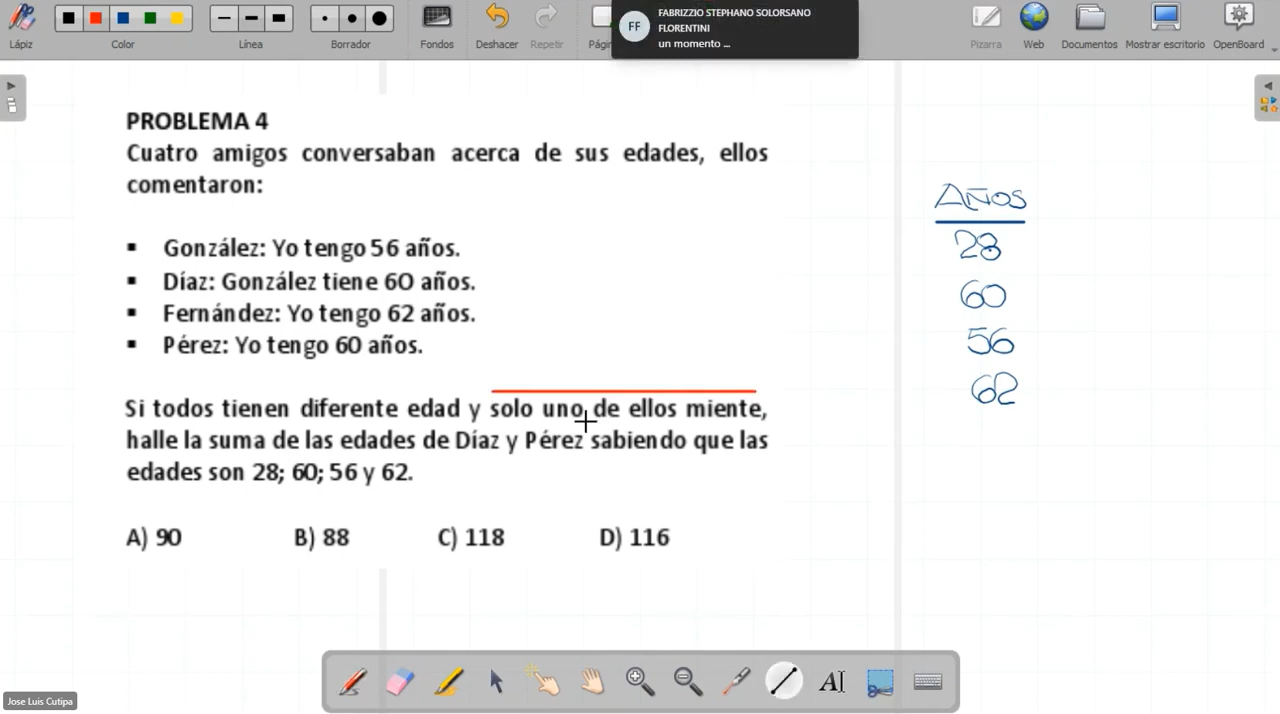 FABRIZZIO STEPHANO SOLORSANO
FLORENTINI
FF
un momento ...
Lápiz
Color
Línea
Borrador
Fondos
Deshacer
Repetir
Pizarra
Web
Documentos
Mostrar escritorio
OpenBoard
PROBLEMA 4
Cuatro amigos conversaban acerca de sus edades, ellos
comentaron:
▪ González: Yo tengo 56 años.
▪ Díaz: González tiene 60 años.
▪ Fernández: Yo tengo 62 años.
▪ Pérez: Yo tengo 60 años.
Si todos tienen diferente edad y solo uno de ellos miente,
halle la suma de las edades de Díaz y Pérez sabiendo que las
edades son 28; 60; 56 y 62.
A) 90 B) 88 C) 118 D) 116
AÑOS
28
60
56
62
AI
Jose Luis Cutipa